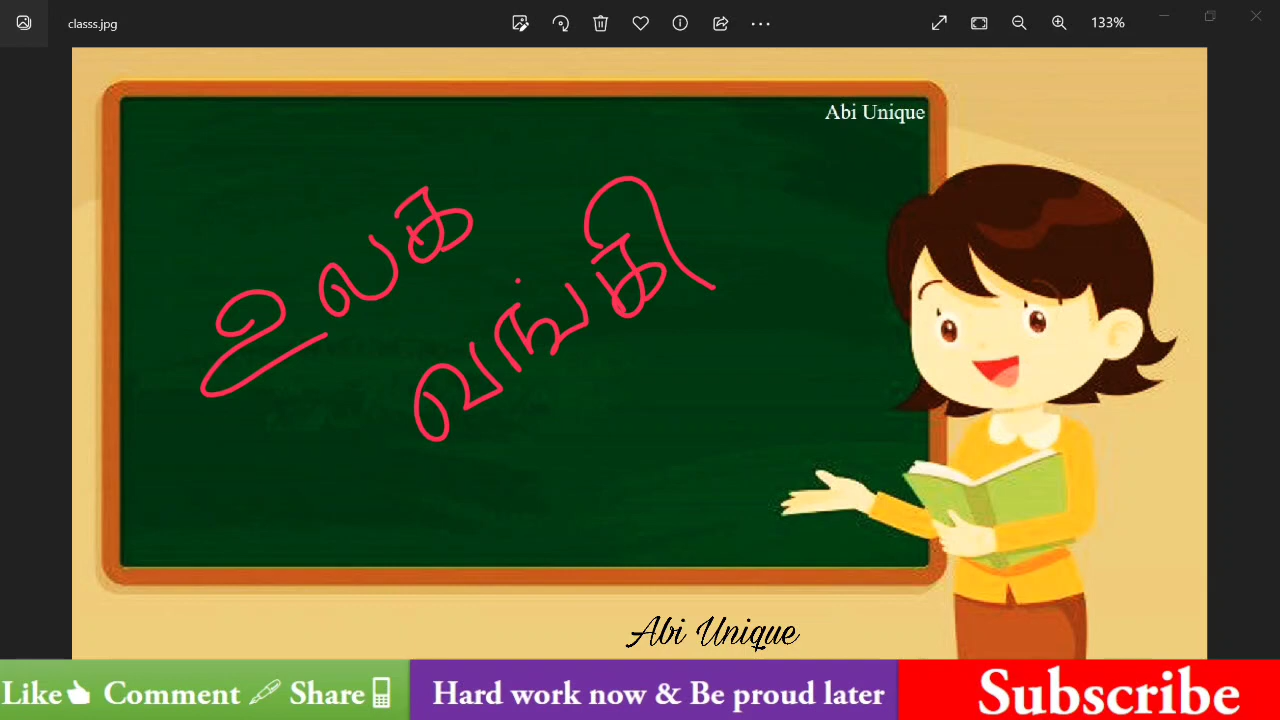 classs.jpg
133%
Abi Unique
உலக
வங்கி
Abi Unique
Like Comment Share
Hard work now & Be proud later
Subscribe